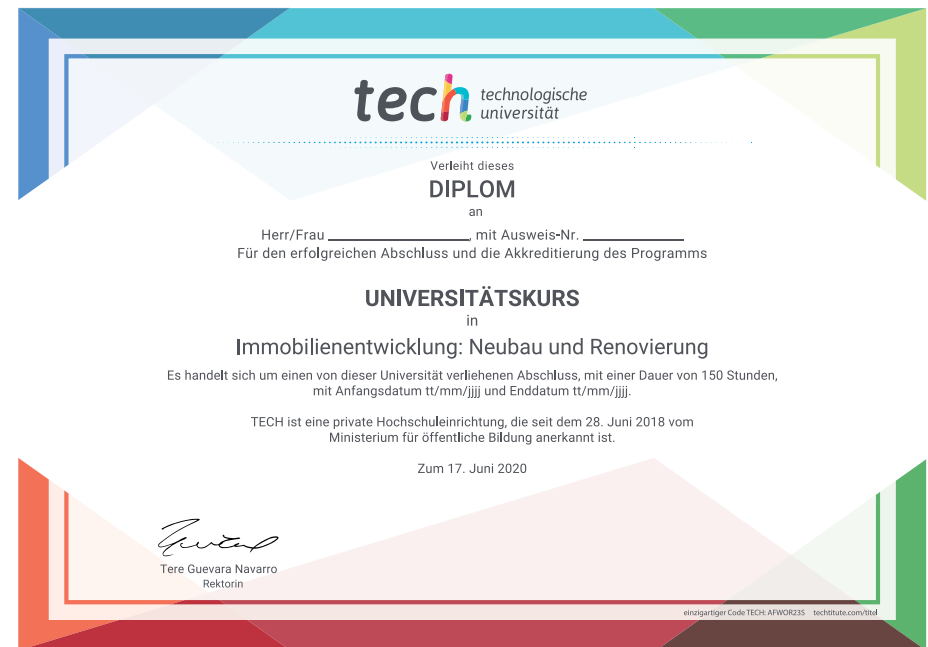 tech technologische
universität
Verleiht dieses
DIPLOM
an
Herr/Frau ________________, mit Ausweis-Nr. ____________
Für den erfolgreichen Abschluss und die Akkreditierung des Programms
UNIVERSITÄTSKURS
in
Immobilienentwicklung: Neubau und Renovierung
Es handelt sich um einen von dieser Universität verliehenen Abschluss, mit einer Dauer von 150 Stunden,
mit Anfangsdatum tt/mm/jjjj und Enddatum tt/mm/jjjj.
TECH ist eine private Hochschuleinrichtung, die seit dem 28. Juni 2018 vom
Ministerium für öffentliche Bildung anerkannt ist.
Zum 17. Juni 2020
Tere Guevara Navarro
Rektorin
einzigartiger Code TECH: AFWOR23S techtitute.com/titel